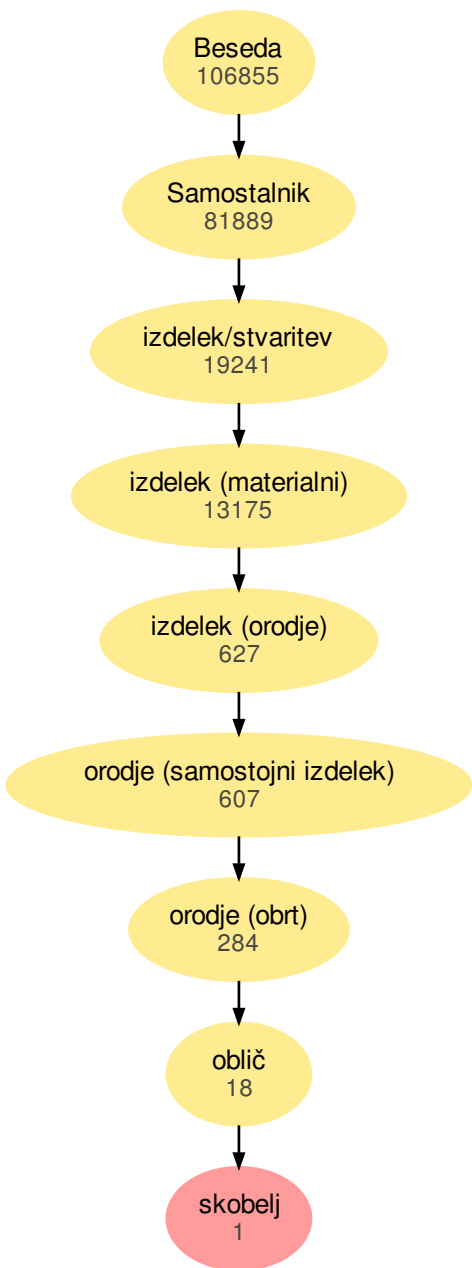 Beseda
106855
Samostalnik
81889
izdelek/stvaritev
19241
izdelek (materialni)
13175
izdelek (orodje)
627
orodje (samostojni izdelek)
607
orodje (obrt)
284
oblič
18
skobelj
1